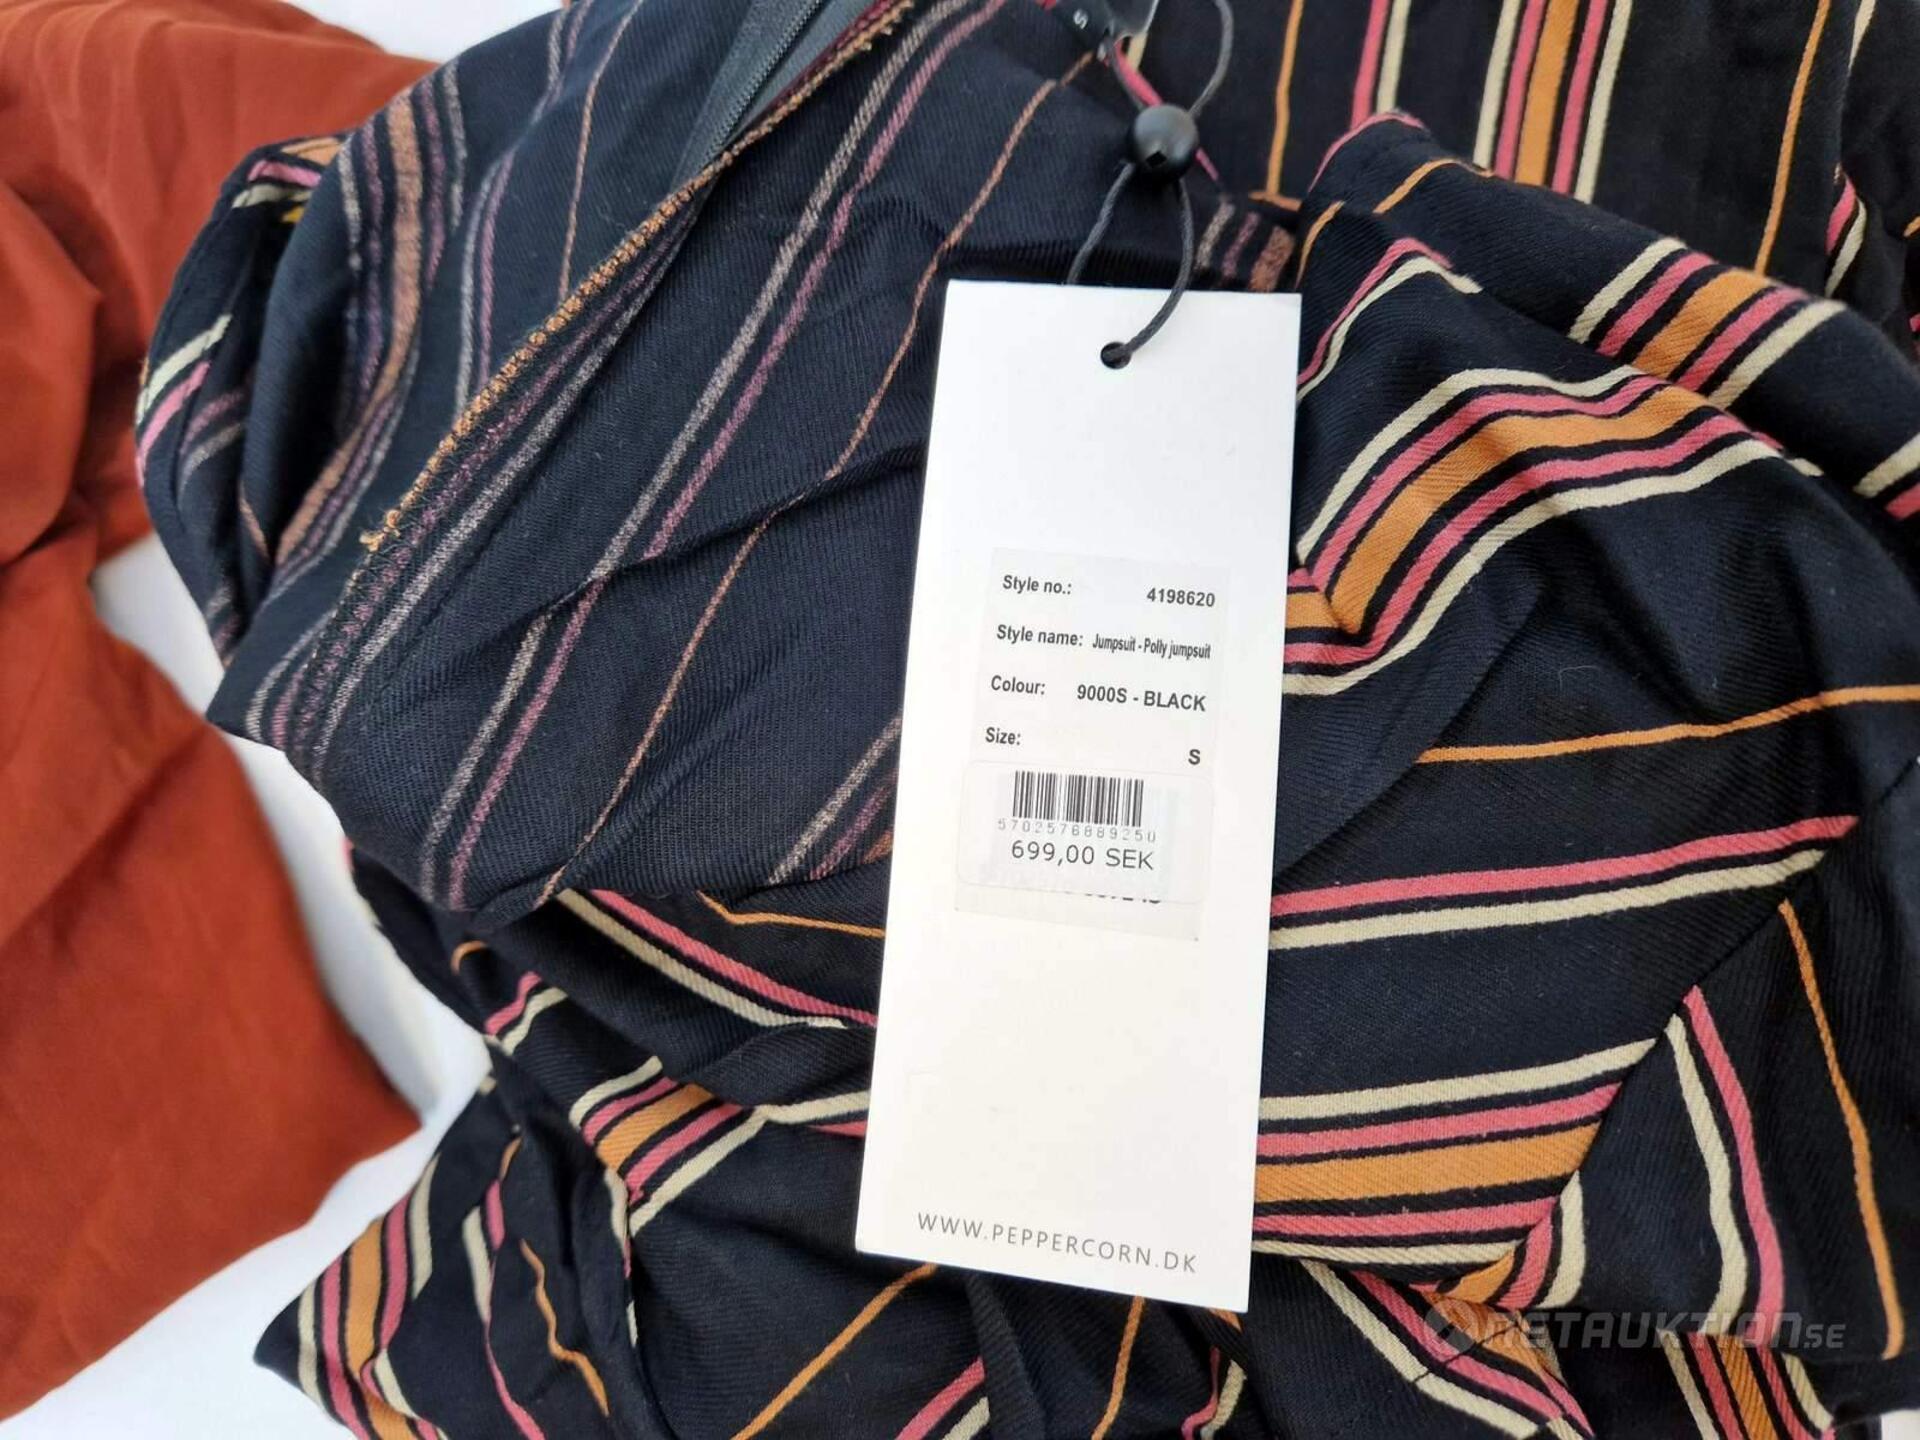 S
Style no.: 4198620
Style name: Jumpsuit - Polly jumpsuit
Colour: 9000S - BLACK
Size: S
5702576889250
699,00 SEK
WWW.PEPPERCORN.DK
NETAUKTION.SE